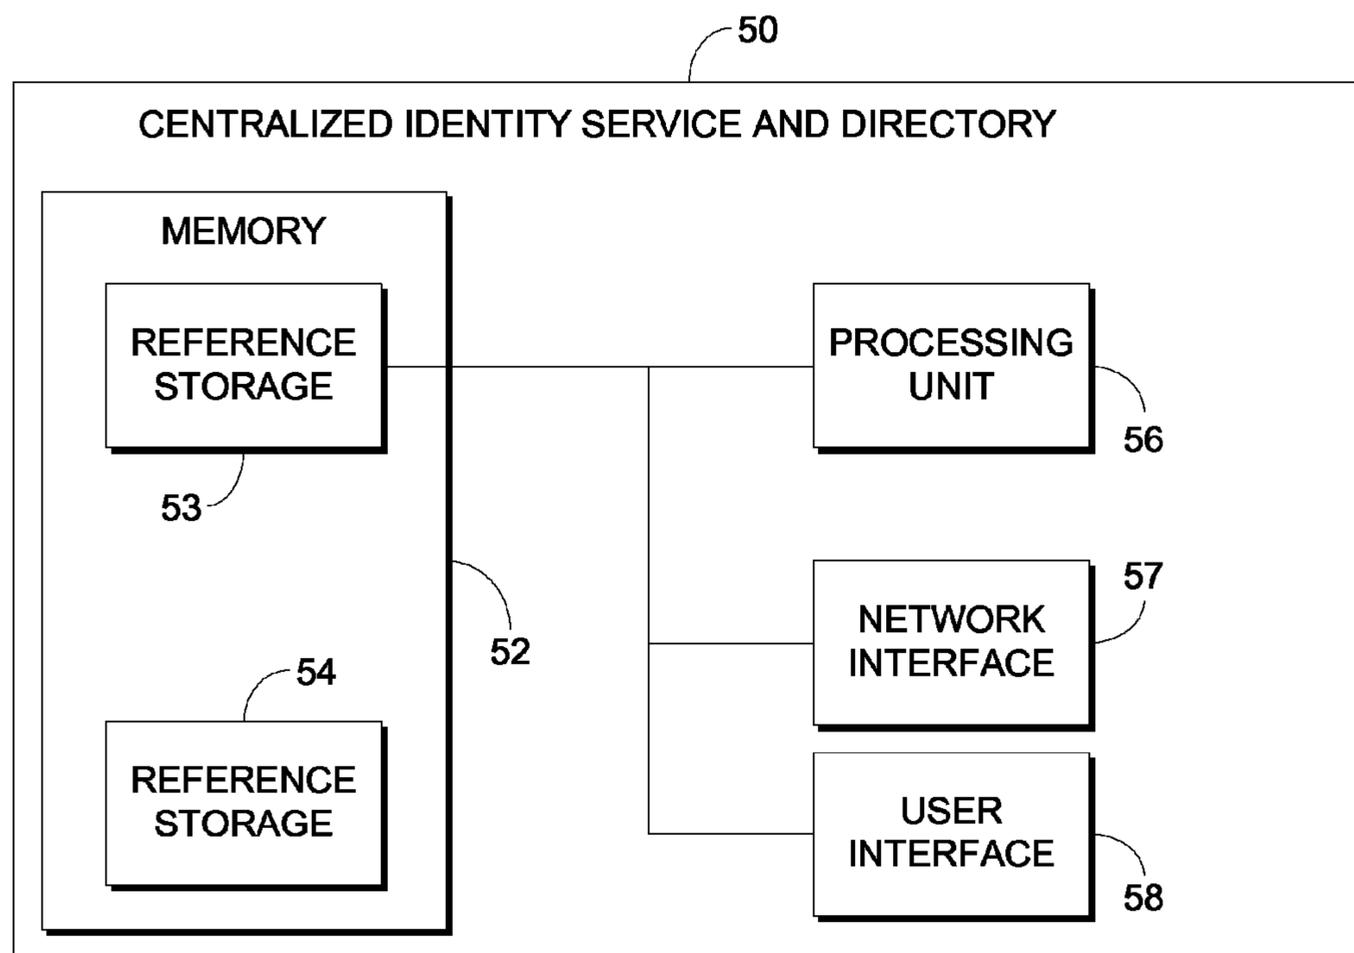 50
CENTRALIZED IDENTITY SERVICE AND DIRECTORY
MEMORY
REFERENCE
STORAGE
53
54
REFERENCE
STORAGE
52
PROCESSING
UNIT
56
NETWORK
INTERFACE
57
USER
INTERFACE
58